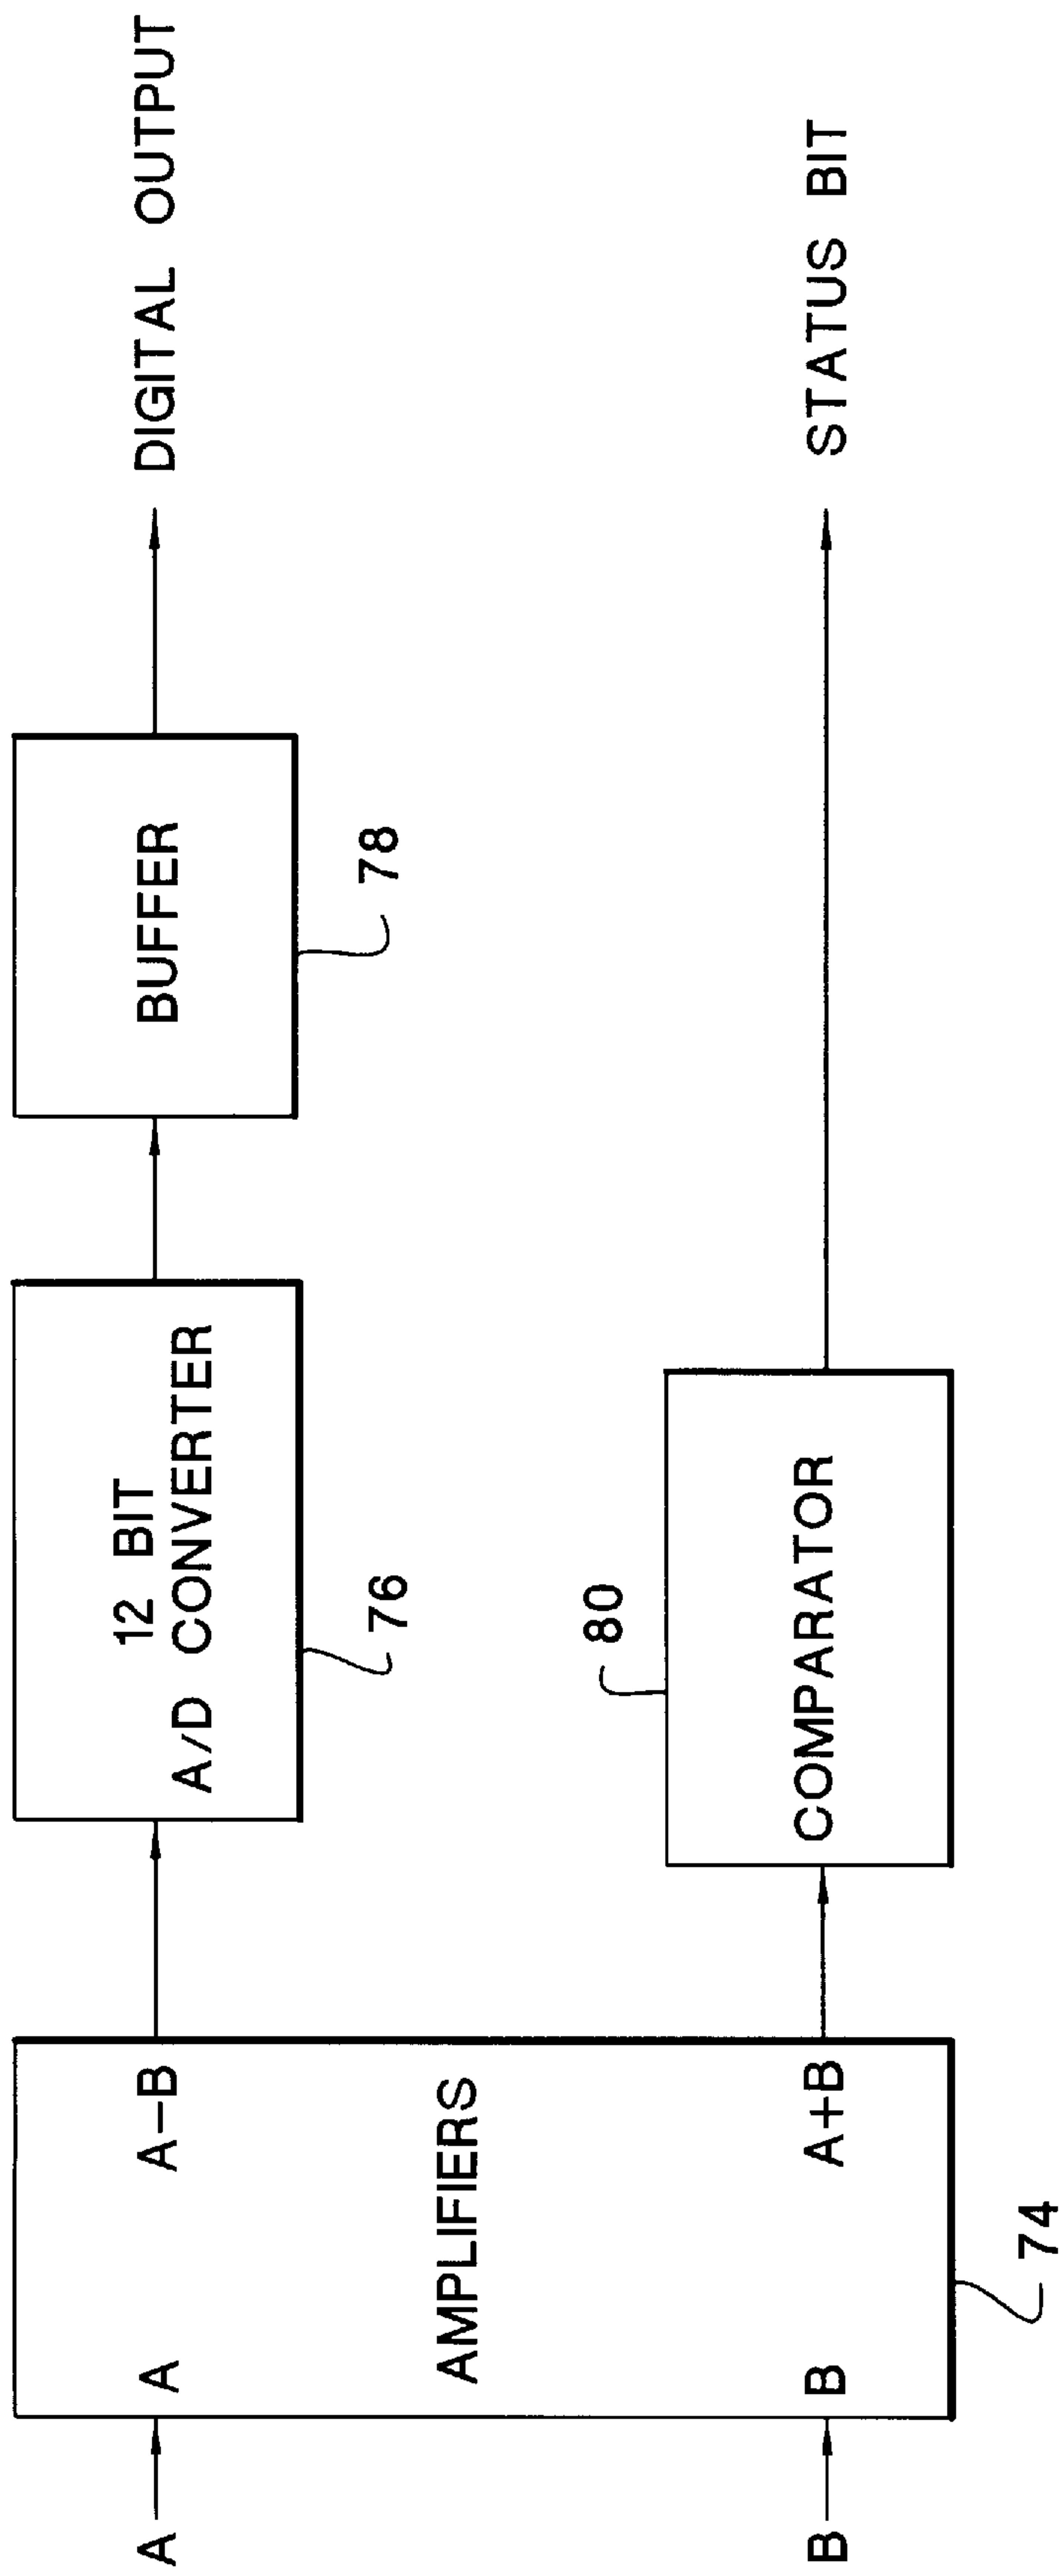 A
A
A−B
12 BIT
A/D CONVERTER
76
BUFFER
78
DIGITAL OUTPUT
AMPLIFIERS
B
B
A+B
74
80
COMPARATOR
STATUS BIT